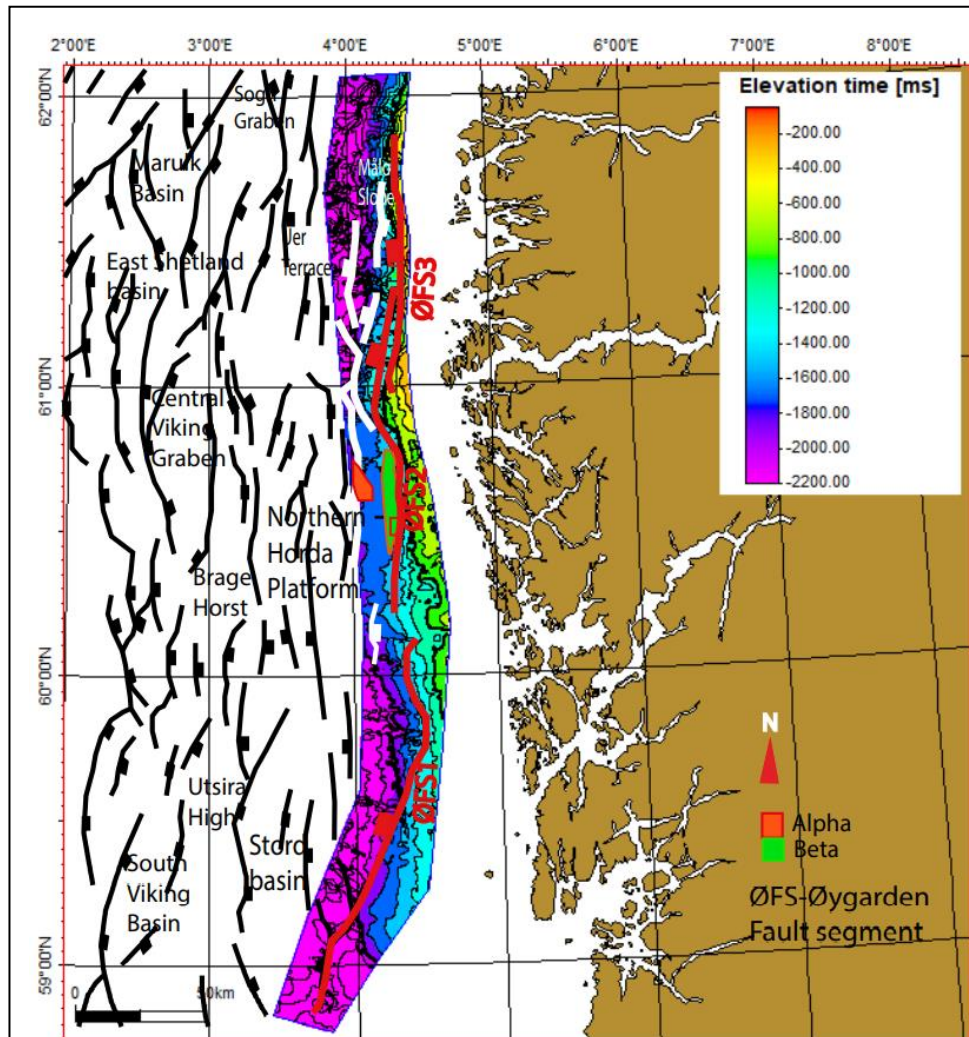 2°00'E 3°00'E 4°00'E 5°00'E 6°00'E 7°00'E 8°00'E
62°00'N
61°00'N
60°00'N
59°00'N
Elevation time [ms]
-200.00
-400.00
-600.00
-800.00
-1000.00
-1200.00
-1400.00
-1600.00
-1800.00
-2000.00
-2200.00
Sogn
Graben
Marulk
Basin
Måløy
Slope
Uer
Terrace
East Shetland
basin
ØFS3
Central
Viking
Graben
ØFS2
Northern
Horda
Platform
Brage
Horst
ØFS1
Utsira
High
Stord
basin
South
Viking
Basin
N
Alpha
Beta
ØFS-Øygarden
Fault segment
0 50km